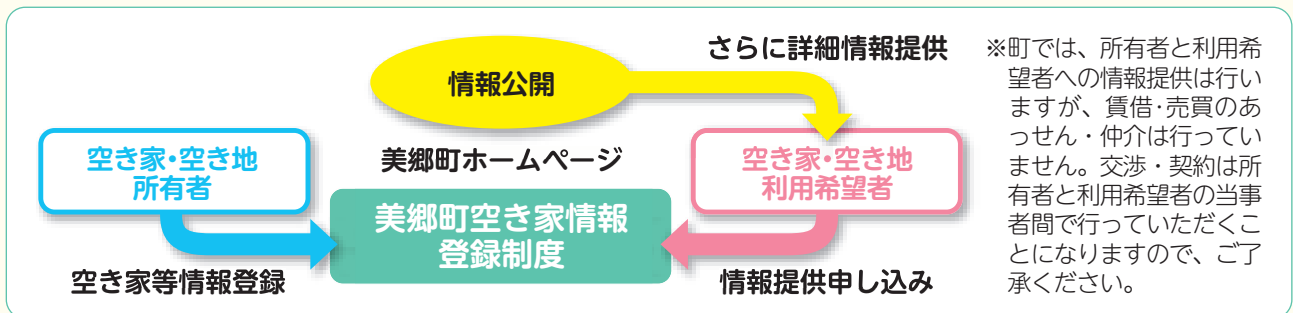 さらに詳細情報提供
情報公開
空き家・空き地
所有者
美郷町ホームページ
空き家・空き地
利用希望者
美郷町空き家情報
登録制度
空き家等情報登録
情報提供申し込み
※町では、所有者と利用希
望者への情報提供は行い
ますが、賃借・売買のあ
っせん・仲介は行ってい
ません。交渉・契約は所
有者と利用希望者の当事
者間で行っていただくこ
とになりますので、ご了
承ください。